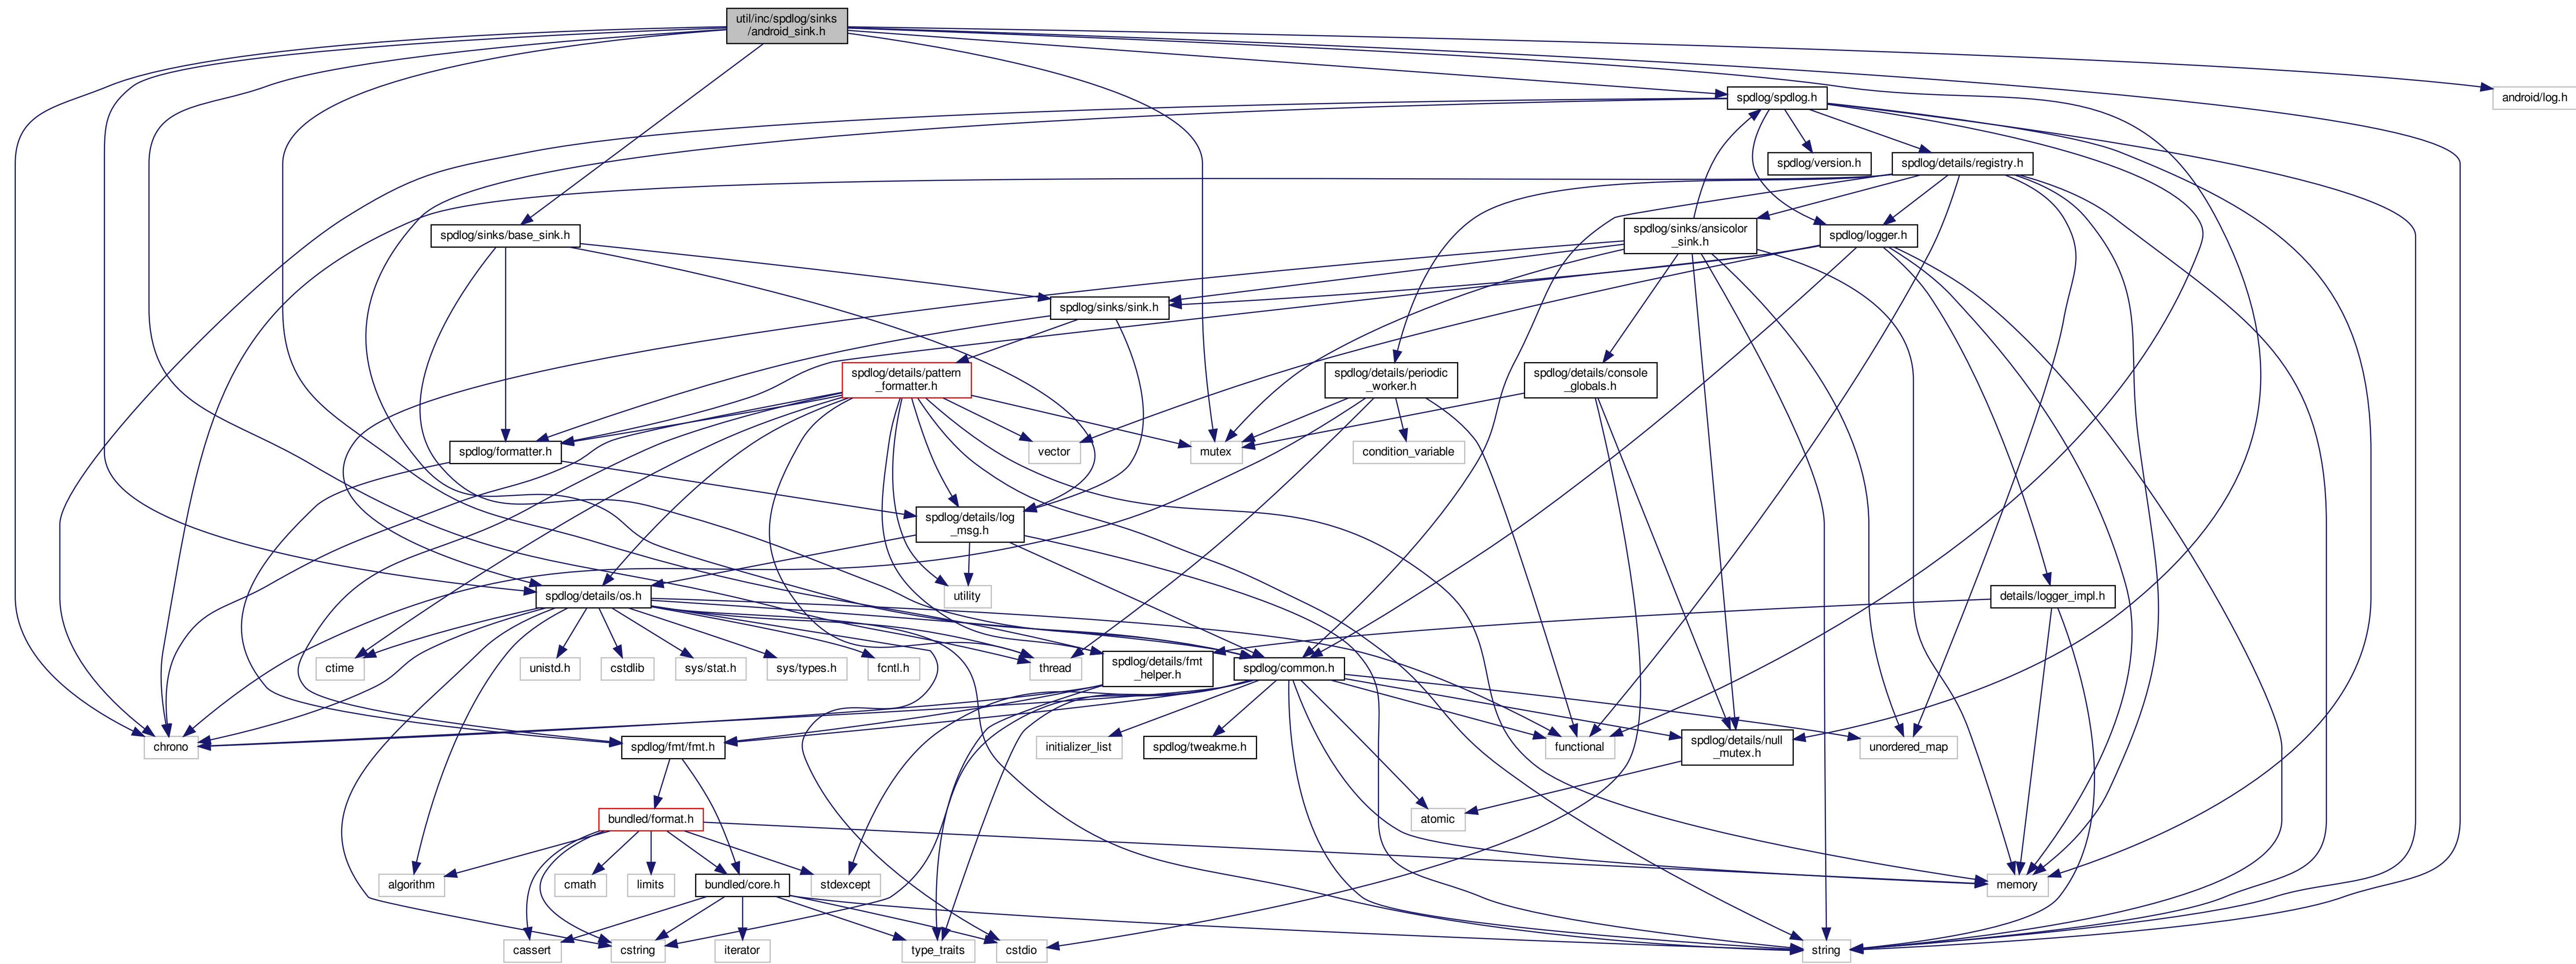 util/inc/spdlog/sinks
/android_sink.h
spdlog/spdlog.h
android/log.h
spdlog/version.h
spdlog/details/registry.h
spdlog/sinks/base_sink.h
spdlog/sinks/ansicolor
_sink.h
spdlog/logger.h
spdlog/sinks/sink.h
spdlog/details/pattern
_formatter.h
spdlog/details/periodic
_worker.h
spdlog/details/console
_globals.h
spdlog/formatter.h
vector
mutex
condition_variable
spdlog/details/log
_msg.h
spdlog/details/os.h
utility
details/logger_impl.h
ctime
unistd.h
cstdlib
sys/stat.h
sys/types.h
fcntl.h
thread
spdlog/details/fmt
_helper.h
spdlog/common.h
chrono
spdlog/fmt/fmt.h
initializer_list
spdlog/tweakme.h
functional
spdlog/details/null
_mutex.h
unordered_map
bundled/format.h
atomic
algorithm
cmath
limits
bundled/core.h
stdexcept
memory
cassert
cstring
iterator
type_traits
cstdio
string